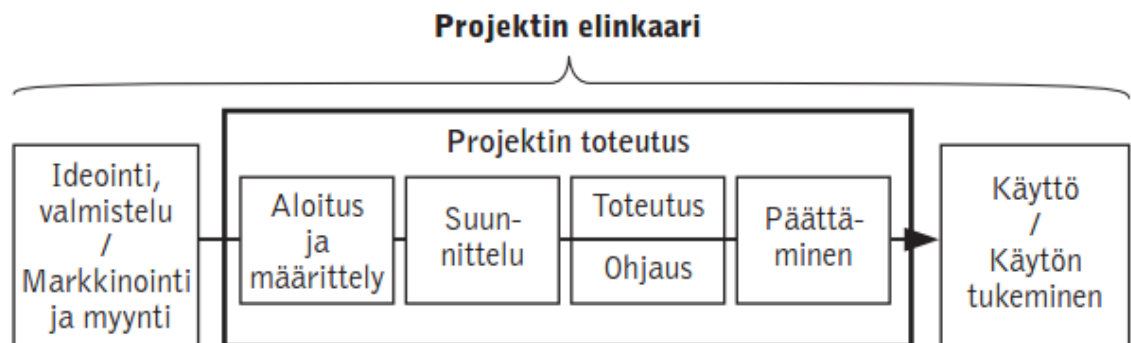 Projektin elinkaari
Projektin toteutus
Ideointi,
valmistelu
/
Markkinointi
ja myynti
Aloitus
ja
määrittely
Suun-
nittelu
Toteutus
Ohjaus
Päättä-
minen
Käyttö
/
Käytön
tukeminen